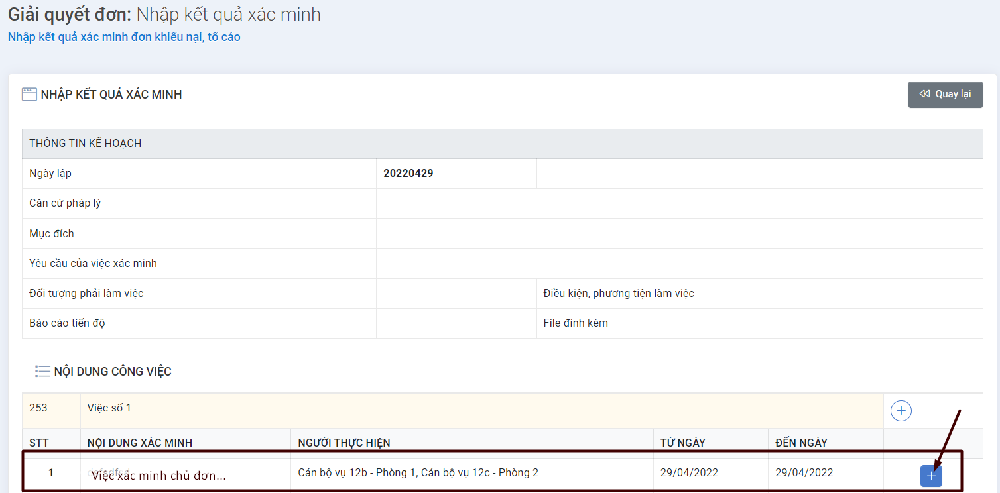 Giải quyết đơn: Nhập kết quả xác minh
Nhập kết quả xác minh đơn khiếu nại, tố cáo
NHẬP KẾT QUẢ XÁC MINH
Quay lại
THÔNG TIN KẾ HOẠCH
Ngày lập 20220429
Căn cứ pháp lý
Mục đích
Yêu cầu của việc xác minh
Đối tượng phải làm việc Điều kiện, phương tiện làm việc
Báo cáo tiến độ File đính kèm
NỘI DUNG CÔNG VIỆC
253 Việc số 1
STT NỘI DUNG XÁC MINH NGƯỜI THỰC HIỆN TỪ NGÀY ĐẾN NGÀY
1 Việc xác minh chủ đơn... Cán bộ vụ 12b - Phòng 1, Cán bộ vụ 12c - Phòng 2 29/04/2022 29/04/2022